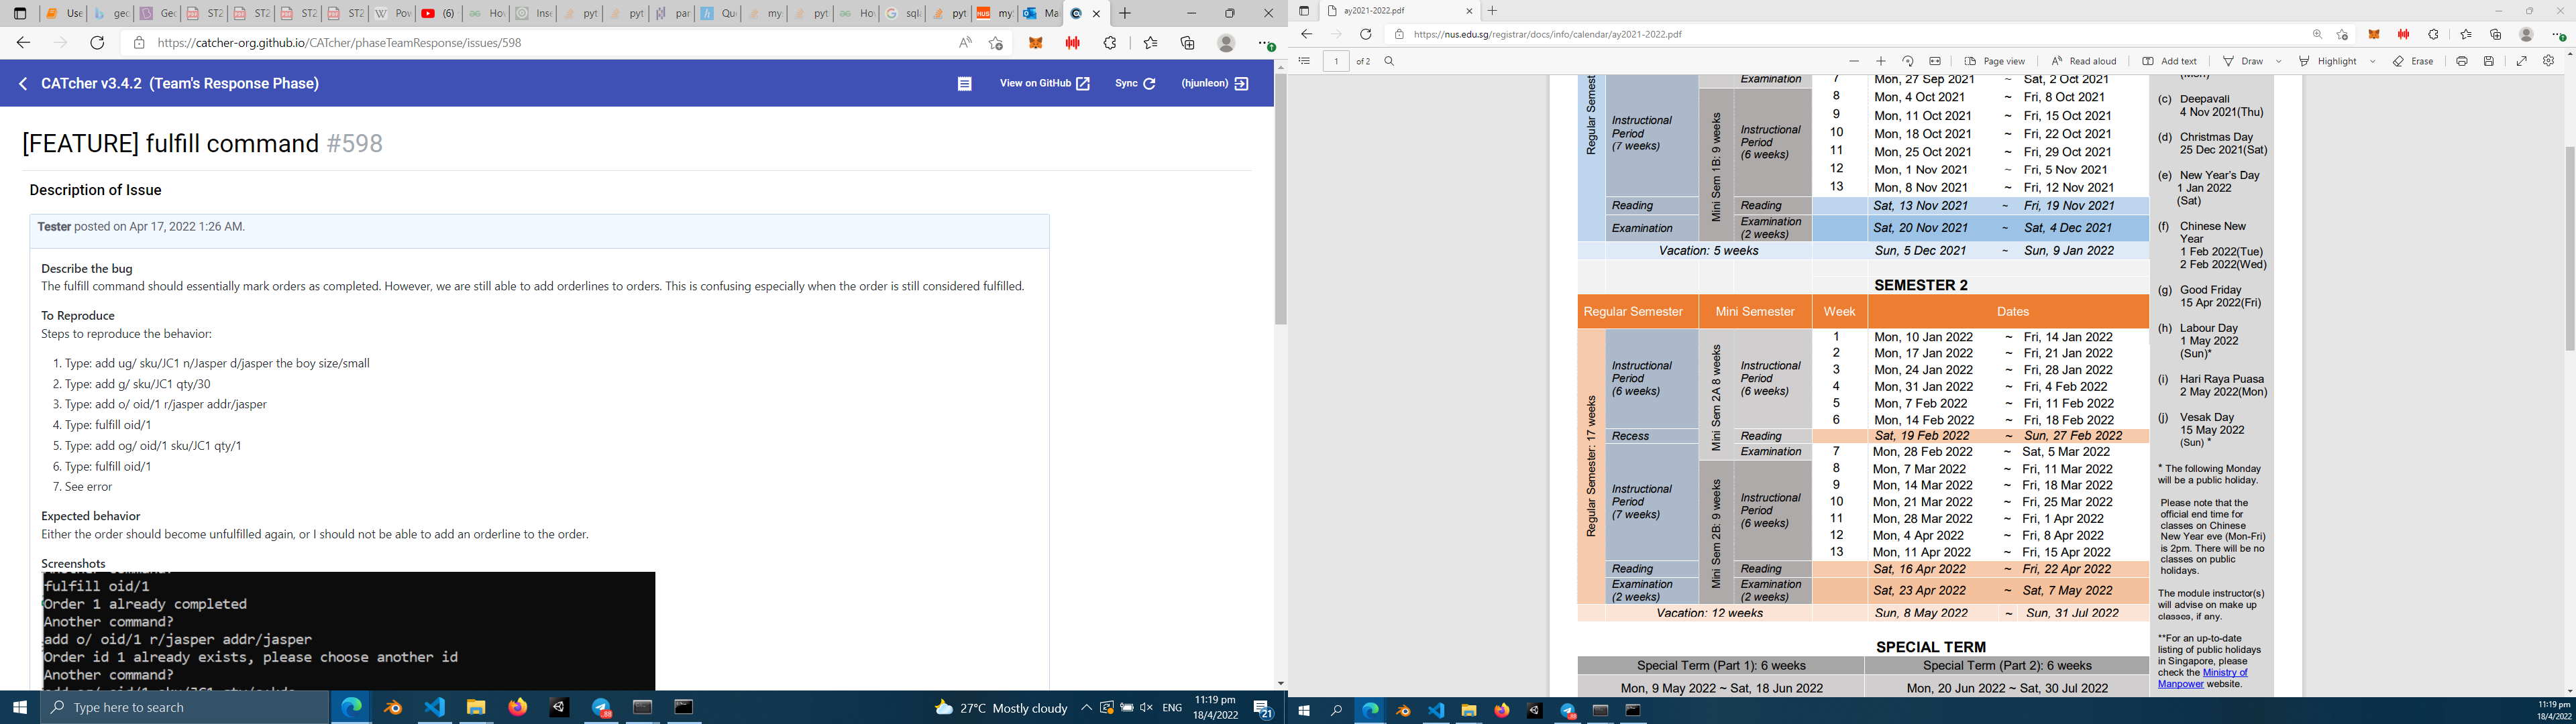 Use
gec
Gec
ST2
ST2
ST2
ST2
Pov
(6)
Hov
Inse
pyt
pyt
par
Que
my
pyt
Hov
sqla
pyt
my
Ma
https://catcher-org.github.io/CATcher/phaseTeamResponse/issues/598
CATcher v3.4.2 (Team's Response Phase)
View on GitHub
Sync
(hjunleon)
[FEATURE] fulfill command #598
Description of Issue
Tester posted on Apr 17, 2022 1:26 AM.
Describe the bug
The fulfill command should essentially mark orders as completed. However, we are still able to add orderlines to orders. This is confusing especially when the order is still considered fulfilled.
To Reproduce
Steps to reproduce the behavior:
1. Type: add ug/ sku/JC1 n/Jasper d/jasper the boy size/small
2. Type: add g/ sku/JC1 qty/30
3. Type: add o/ oid/1 r/jasper addr/jasper
4. Type: fulfill oid/1
5. Type: add og/ oid/1 sku/JC1 qty/1
6. Type: fulfill oid/1
7. See error
Expected behavior
Either the order should become unfulfilled again, or I should not be able to add an orderline to the order.
Screenshots
fulfill oid/1
Order 1 already completed
Another command?
add o/ oid/1 r/jasper addr/jasper
Order id 1 already exists, please choose another id
Another command?
Type here to search
27°C Mostly cloudy
ENG
11:19 pm
18/4/2022
21
ay2021-2022.pdf
https://nus.edu.sg/registrar/docs/info/calendar/ay2021-2022.pdf
1 of 2
Page view
Read aloud
Add text
Draw
Highlight
Erase
Regular Semest
Instructional
Period
(7 weeks)
Mini Sem 1B: 9 weeks
Examination
Instructional
Period
(6 weeks)
7 Mon, 27 Sep 2021 ~ Sat, 2 Oct 2021
8 Mon, 4 Oct 2021 ~ Fri, 8 Oct 2021
9 Mon, 11 Oct 2021 ~ Fri, 15 Oct 2021
10 Mon, 18 Oct 2021 ~ Fri, 22 Oct 2021
11 Mon, 25 Oct 2021 ~ Fri, 29 Oct 2021
12 Mon, 1 Nov 2021 ~ Fri, 5 Nov 2021
13 Mon, 8 Nov 2021 ~ Fri, 12 Nov 2021
Reading Reading Sat, 13 Nov 2021 ~ Fri, 19 Nov 2021
Examination Examination (2 weeks) Sat, 20 Nov 2021 ~ Sat, 4 Dec 2021
Vacation: 5 weeks Sun, 5 Dec 2021 ~ Sun, 9 Jan 2022
SEMESTER 2
Regular Semester Mini Semester Week Dates
Regular Semester: 17 weeks
Instructional
Period
(6 weeks)
Mini Sem 2A 8 weeks
Instructional
Period
(6 weeks)
1 Mon, 10 Jan 2022 ~ Fri, 14 Jan 2022
2 Mon, 17 Jan 2022 ~ Fri, 21 Jan 2022
3 Mon, 24 Jan 2022 ~ Fri, 28 Jan 2022
4 Mon, 31 Jan 2022 ~ Fri, 4 Feb 2022
5 Mon, 7 Feb 2022 ~ Fri, 11 Feb 2022
6 Mon, 14 Feb 2022 ~ Fri, 18 Feb 2022
Recess Reading Sat, 19 Feb 2022 ~ Sun, 27 Feb 2022
Examination 7 Mon, 28 Feb 2022 ~ Sat, 5 Mar 2022
Instructional
Period
(7 weeks)
Mini Sem 2B: 9 weeks
Instructional
Period
(6 weeks)
8 Mon, 7 Mar 2022 ~ Fri, 11 Mar 2022
9 Mon, 14 Mar 2022 ~ Fri, 18 Mar 2022
10 Mon, 21 Mar 2022 ~ Fri, 25 Mar 2022
11 Mon, 28 Mar 2022 ~ Fri, 1 Apr 2022
12 Mon, 4 Apr 2022 ~ Fri, 8 Apr 2022
13 Mon, 11 Apr 2022 ~ Fri, 15 Apr 2022
Reading Reading Sat, 16 Apr 2022 ~ Fri, 22 Apr 2022
Examination (2 weeks) Examination (2 weeks) Sat, 23 Apr 2022 ~ Sat, 7 May 2022
Vacation: 12 weeks Sun, 8 May 2022 ~ Sun, 31 Jul 2022
SPECIAL TERM
Special Term (Part 1): 6 weeks Special Term (Part 2): 6 weeks
Mon, 9 May 2022 ~ Sat, 18 Jun 2022 Mon, 20 Jun 2022 ~ Sat, 30 Jul 2022
(Mon)
(c) Deepavali
4 Nov 2021(Thu)
(d) Christmas Day
25 Dec 2021(Sat)
(e) New Year's Day
1 Jan 2022
(Sat)
(f) Chinese New
Year
1 Feb 2022(Tue)
2 Feb 2022(Wed)
(g) Good Friday
15 Apr 2022(Fri)
(h) Labour Day
1 May 2022
(Sun)*
(i) Hari Raya Puasa
2 May 2022(Mon)
(j) Vesak Day
15 May 2022
(Sun) *
* The following Monday
will be a public holiday.
Please note that the
official end time for
classes on Chinese
New Year eve (Mon-Fri)
is 2pm. There will be no
classes on public
holidays.
The module instructor(s)
will advise on make up
classes, if any.
**For an up-to-date
listing of public holidays
in Singapore, please
check the Ministry of
Manpower website.
11:19 pm
18/4/2022